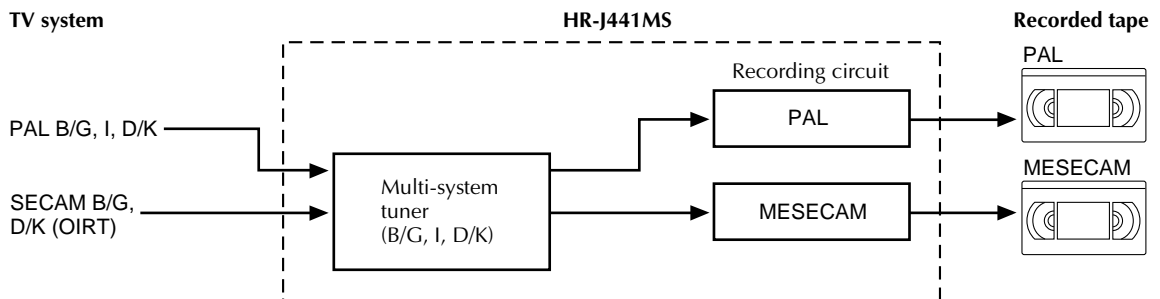 TV system
HR-J441MS
Recorded tape
PAL
Recording circuit
PAL B/G, I, D/K
PAL
MESECAM
SECAM B/G,
D/K (OIRT)
Multi-system
tuner
(B/G, I, D/K)
MESECAM